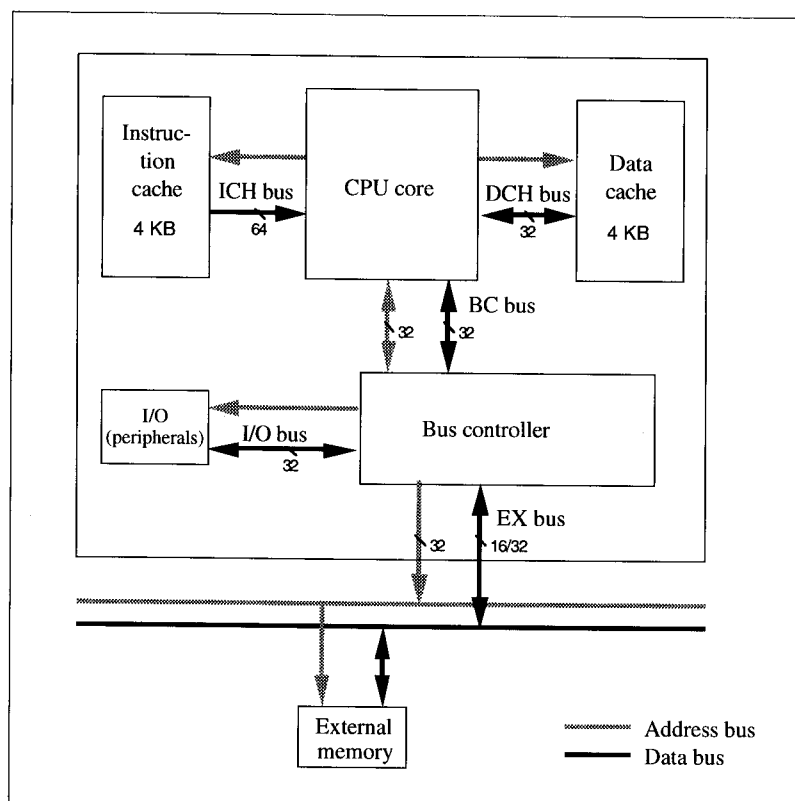 Instruc-
tion
cache
4 KB
ICH bus
64
CPU core
DCH bus
32
Data
cache
4 KB
32
32
BC bus
I/O
(peripherals)
I/O bus
32
Bus controller
EX bus
32
16/32
External
memory
Address bus
Data bus